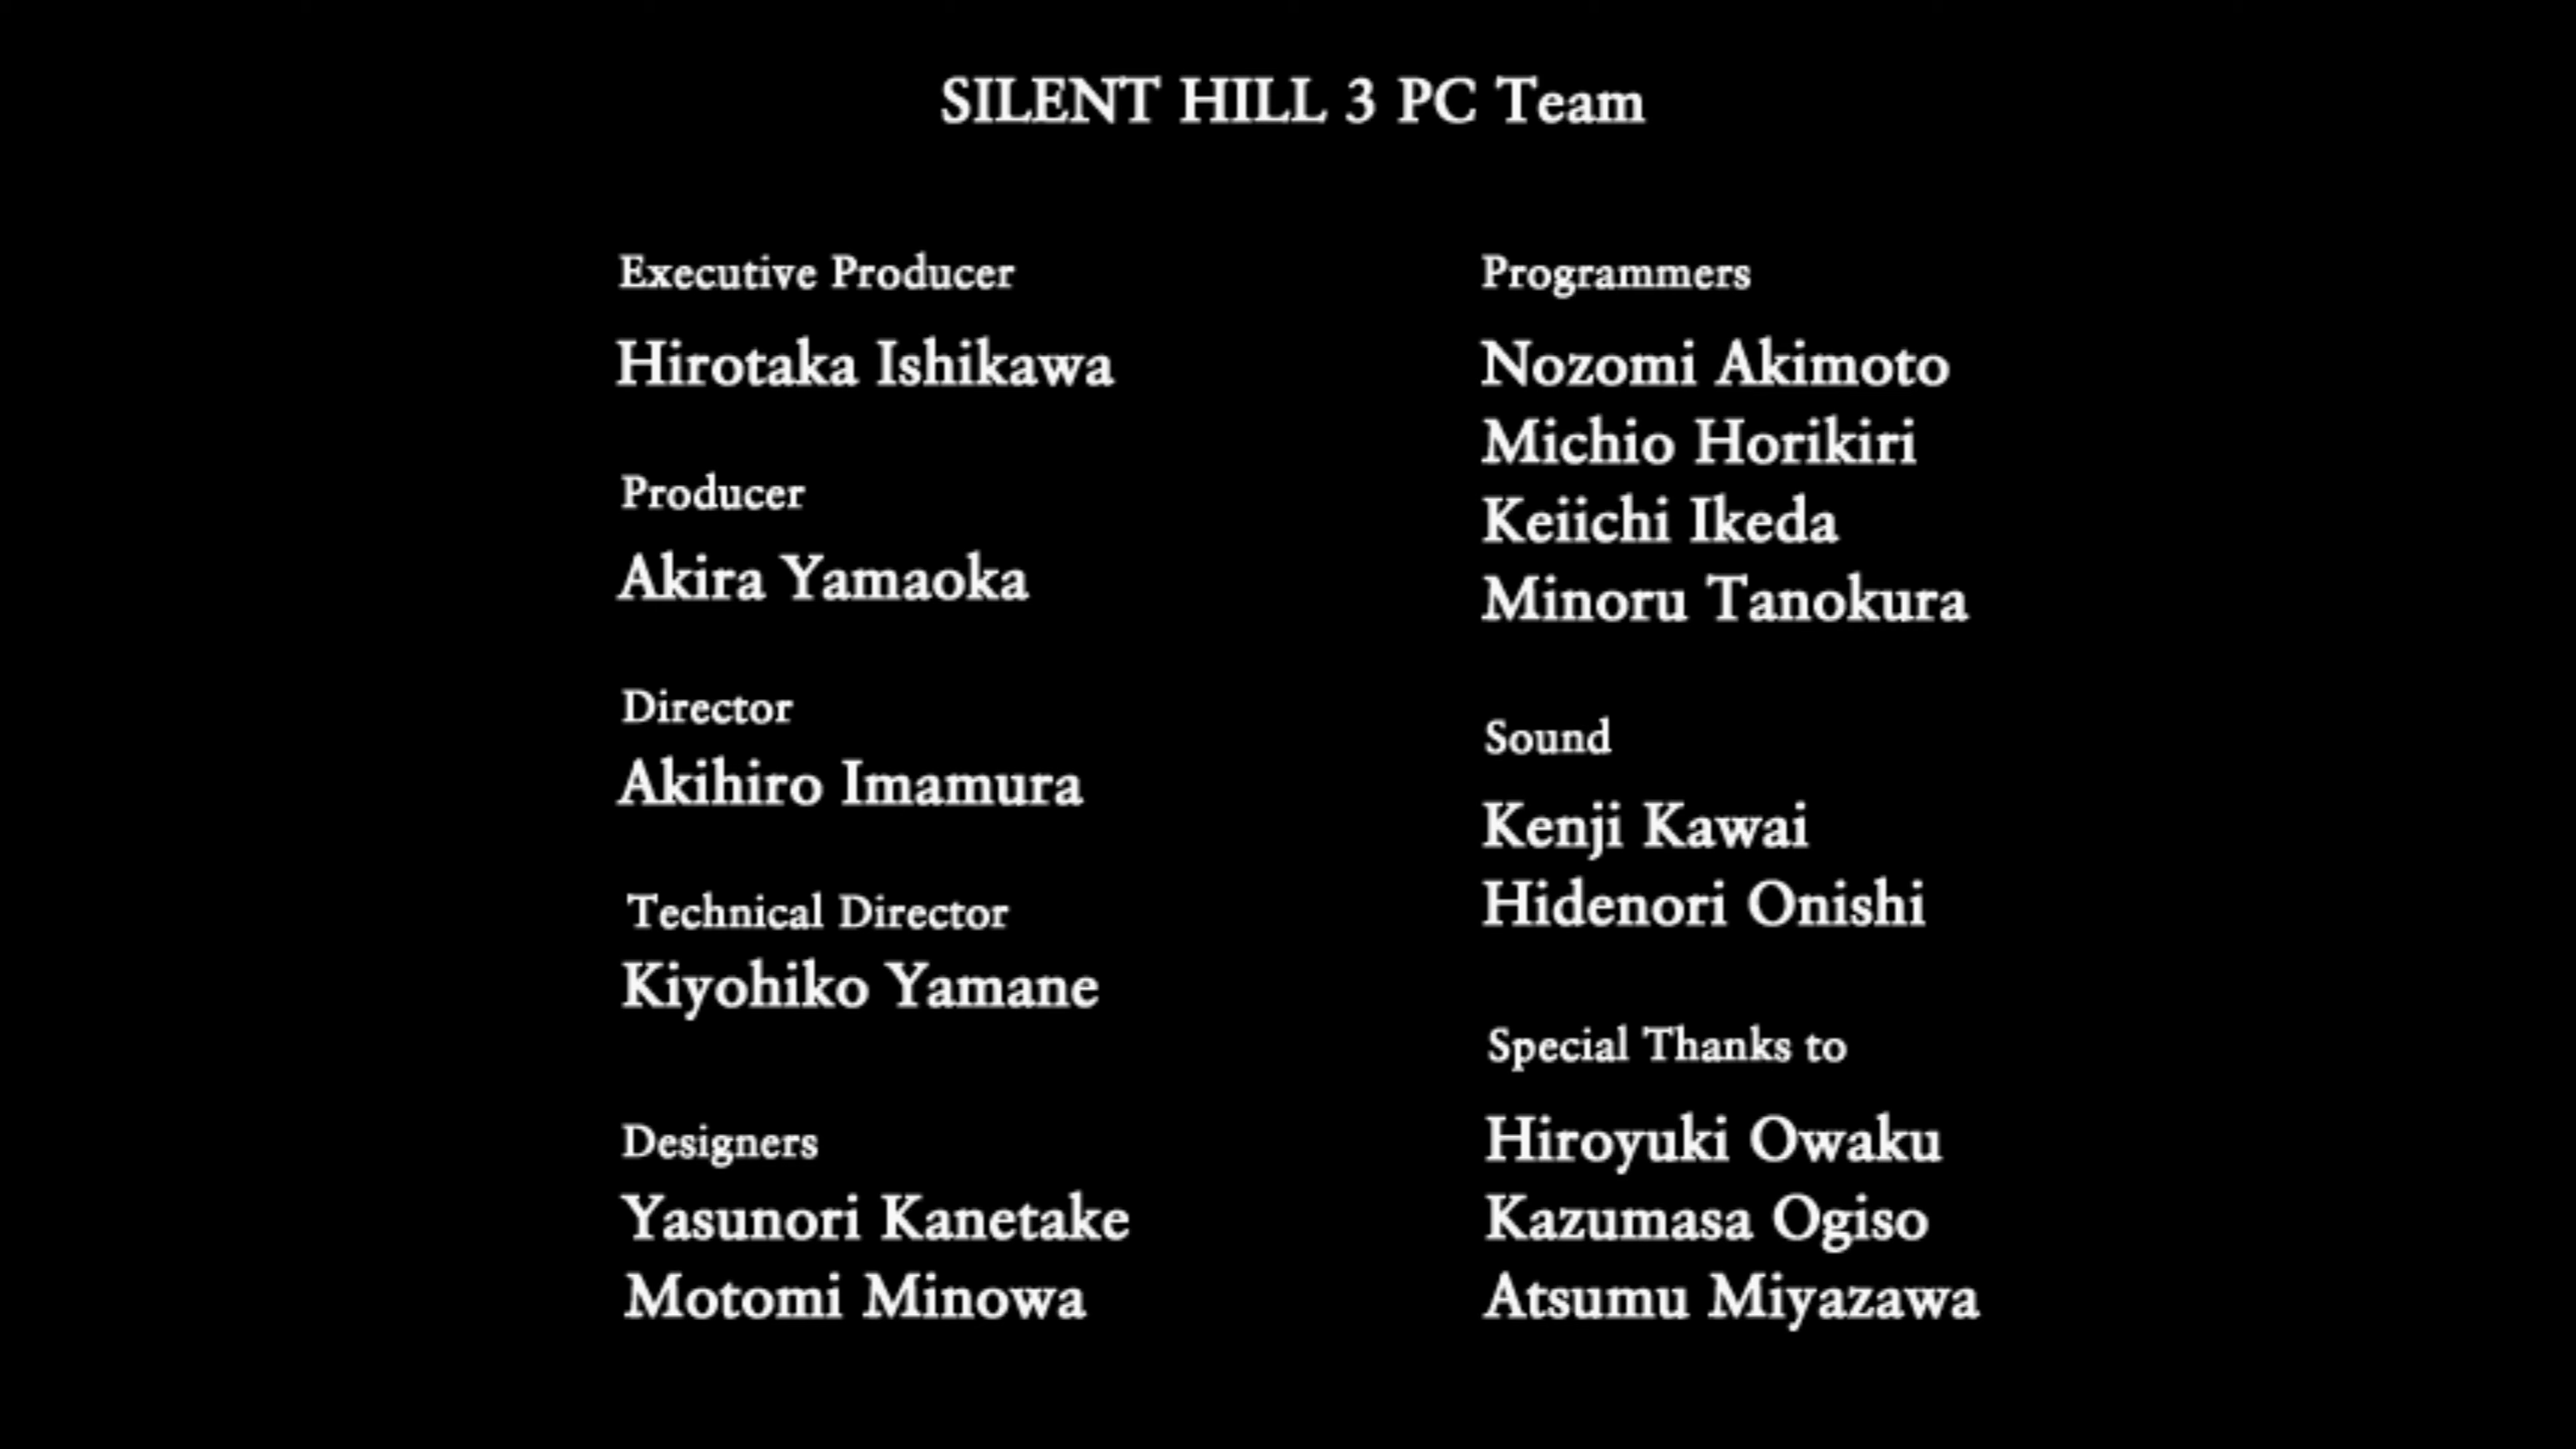 SILENT HILL 3 PC Team
Executive Producer
Hirotaka Ishikawa
Producer
Akira Yamaoka
Director
Akihiro Imamura
Technical Director
Kiyohiko Yamane
Designers
Yasunori Kanetake
Motomi Minowa
Programmers
Nozomi Akimoto
Michio Horikiri
Keiichi Ikeda
Minoru Tanokura
Sound
Kenji Kawai
Hidenori Onishi
Special Thanks to
Hiroyuki Owaku
Kazumasa Ogiso
Atsumu Miyazawa